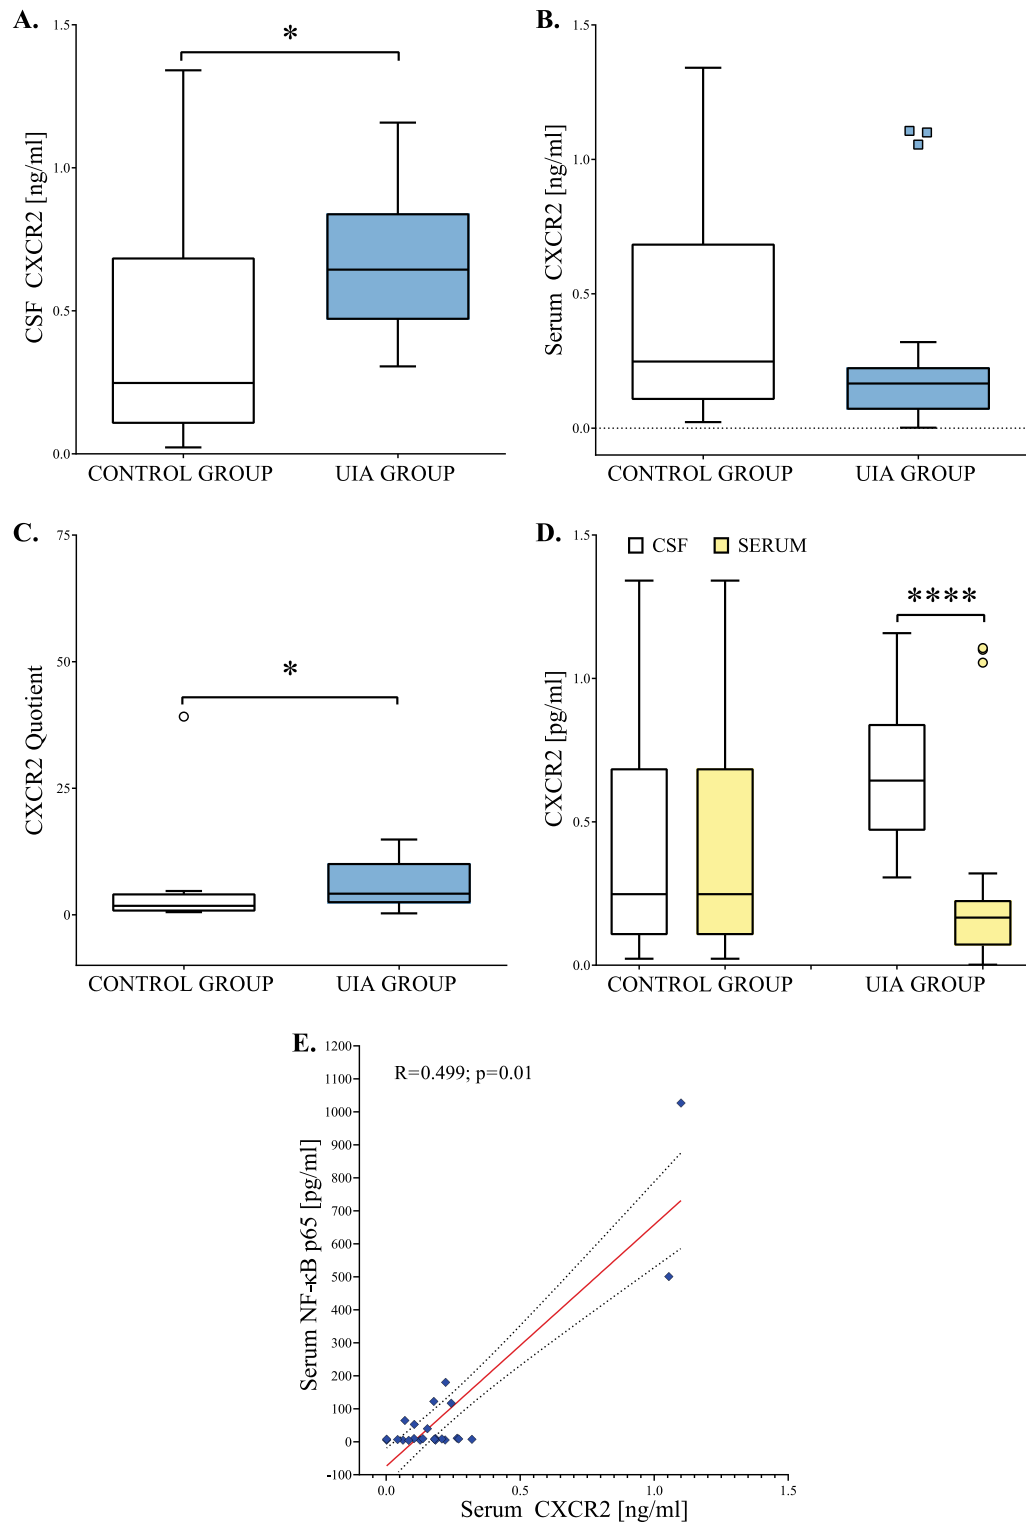 A.
1.5
1.0
0.5
0.0
CSF CXCR2 [ng/ml]
*
CONTROL GROUP
UIA GROUP
B.
1.5
1.0
0.5
0.0
Serum CXCR2 [ng/ml]
CONTROL GROUP
UIA GROUP
C.
75
50
25
0
CXCR2 Quotient
*
CONTROL GROUP
UIA GROUP
D.
CSF
SERUM
1.5
1.0
0.5
0.0
CXCR2 [pg/ml]
****
CONTROL GROUP
UIA GROUP
E.
R=0.499; p=0.01
1200
1100
1000
900
800
700
600
500
400
300
200
100
0
-100
Serum NF-κB p65 [pg/ml]
0.0
0.5
1.0
1.5
Serum CXCR2 [ng/ml]